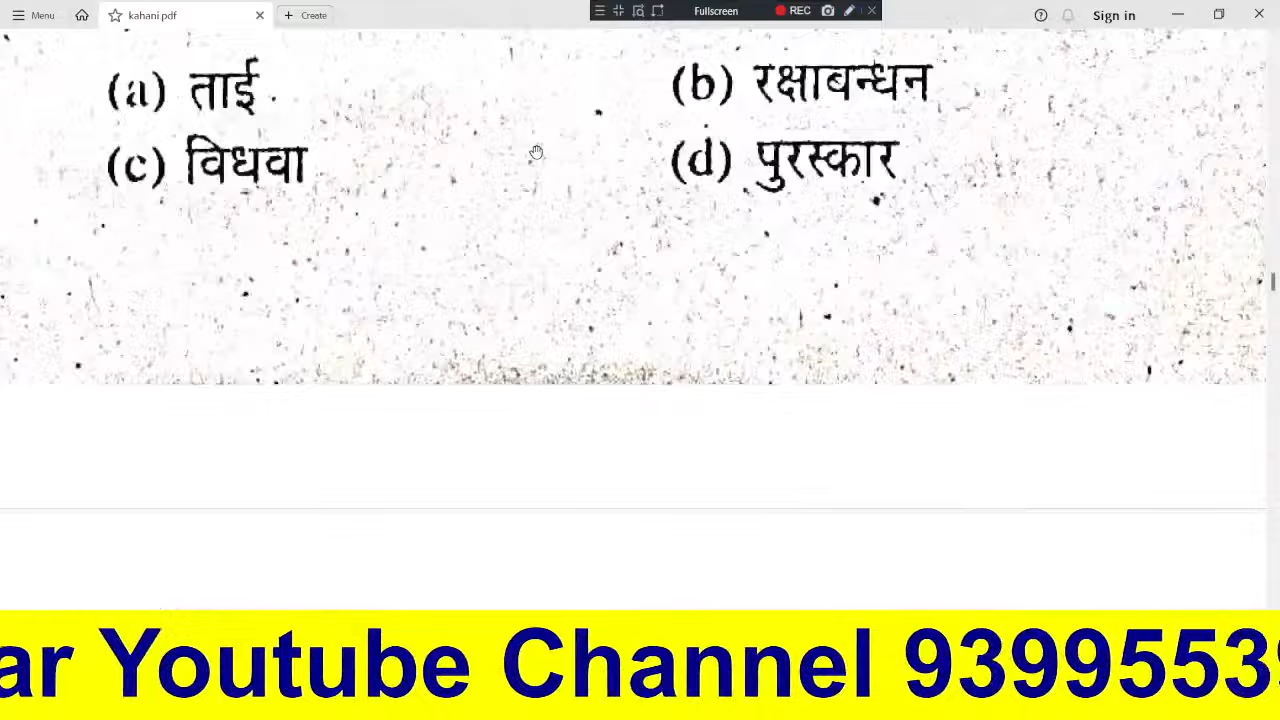 Menu
kahani pdf
Create
Fullscreen
REC
Sign in
(a) ताई
(b) रक्षाबन्धन
(c) विधवा
(d) पुरस्कार
ar Youtube Channel 9399553